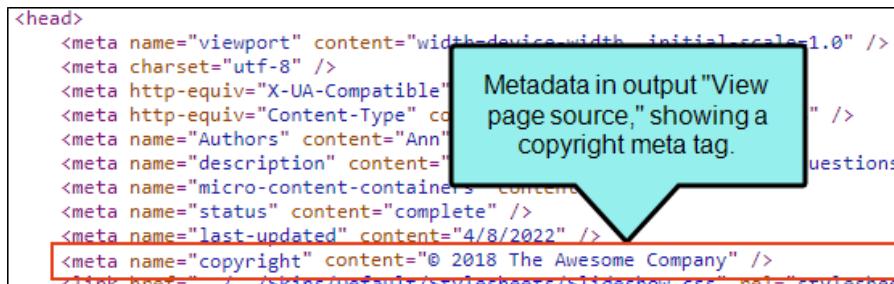 <head>
<meta name="viewport" content="width=device-width, initial-scale=1.0" />
<meta charset="utf-8" />
<meta http-equiv="X-UA-Compatible"
<meta http-equiv="Content-Type" " />
<meta name="Authors" content="Ann"
<meta name="description" content=" uestions
<meta name="micro-content-containers"
<meta name="status" content="complete" />
<meta name="last-updated" content="4/8/2022" />
<meta name="copyright" content="© 2018 The Awesome Company" />
Metadata in output "View
page source," showing a
copyright meta tag.